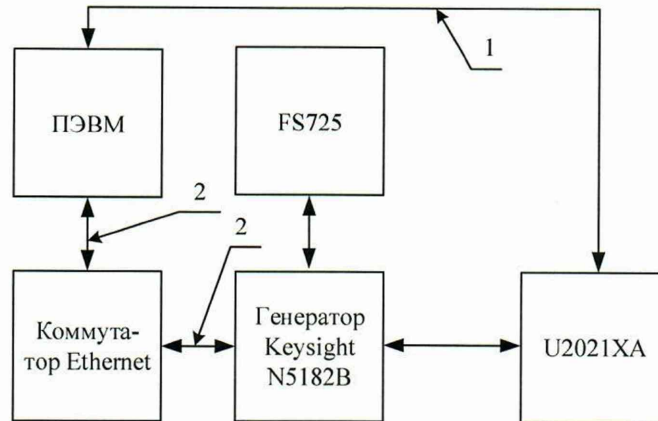 1
ПЭВМ
FS725
2
2
Коммута-
тор Ethernet
Генератор
Keysight
N5182B
U2021XA